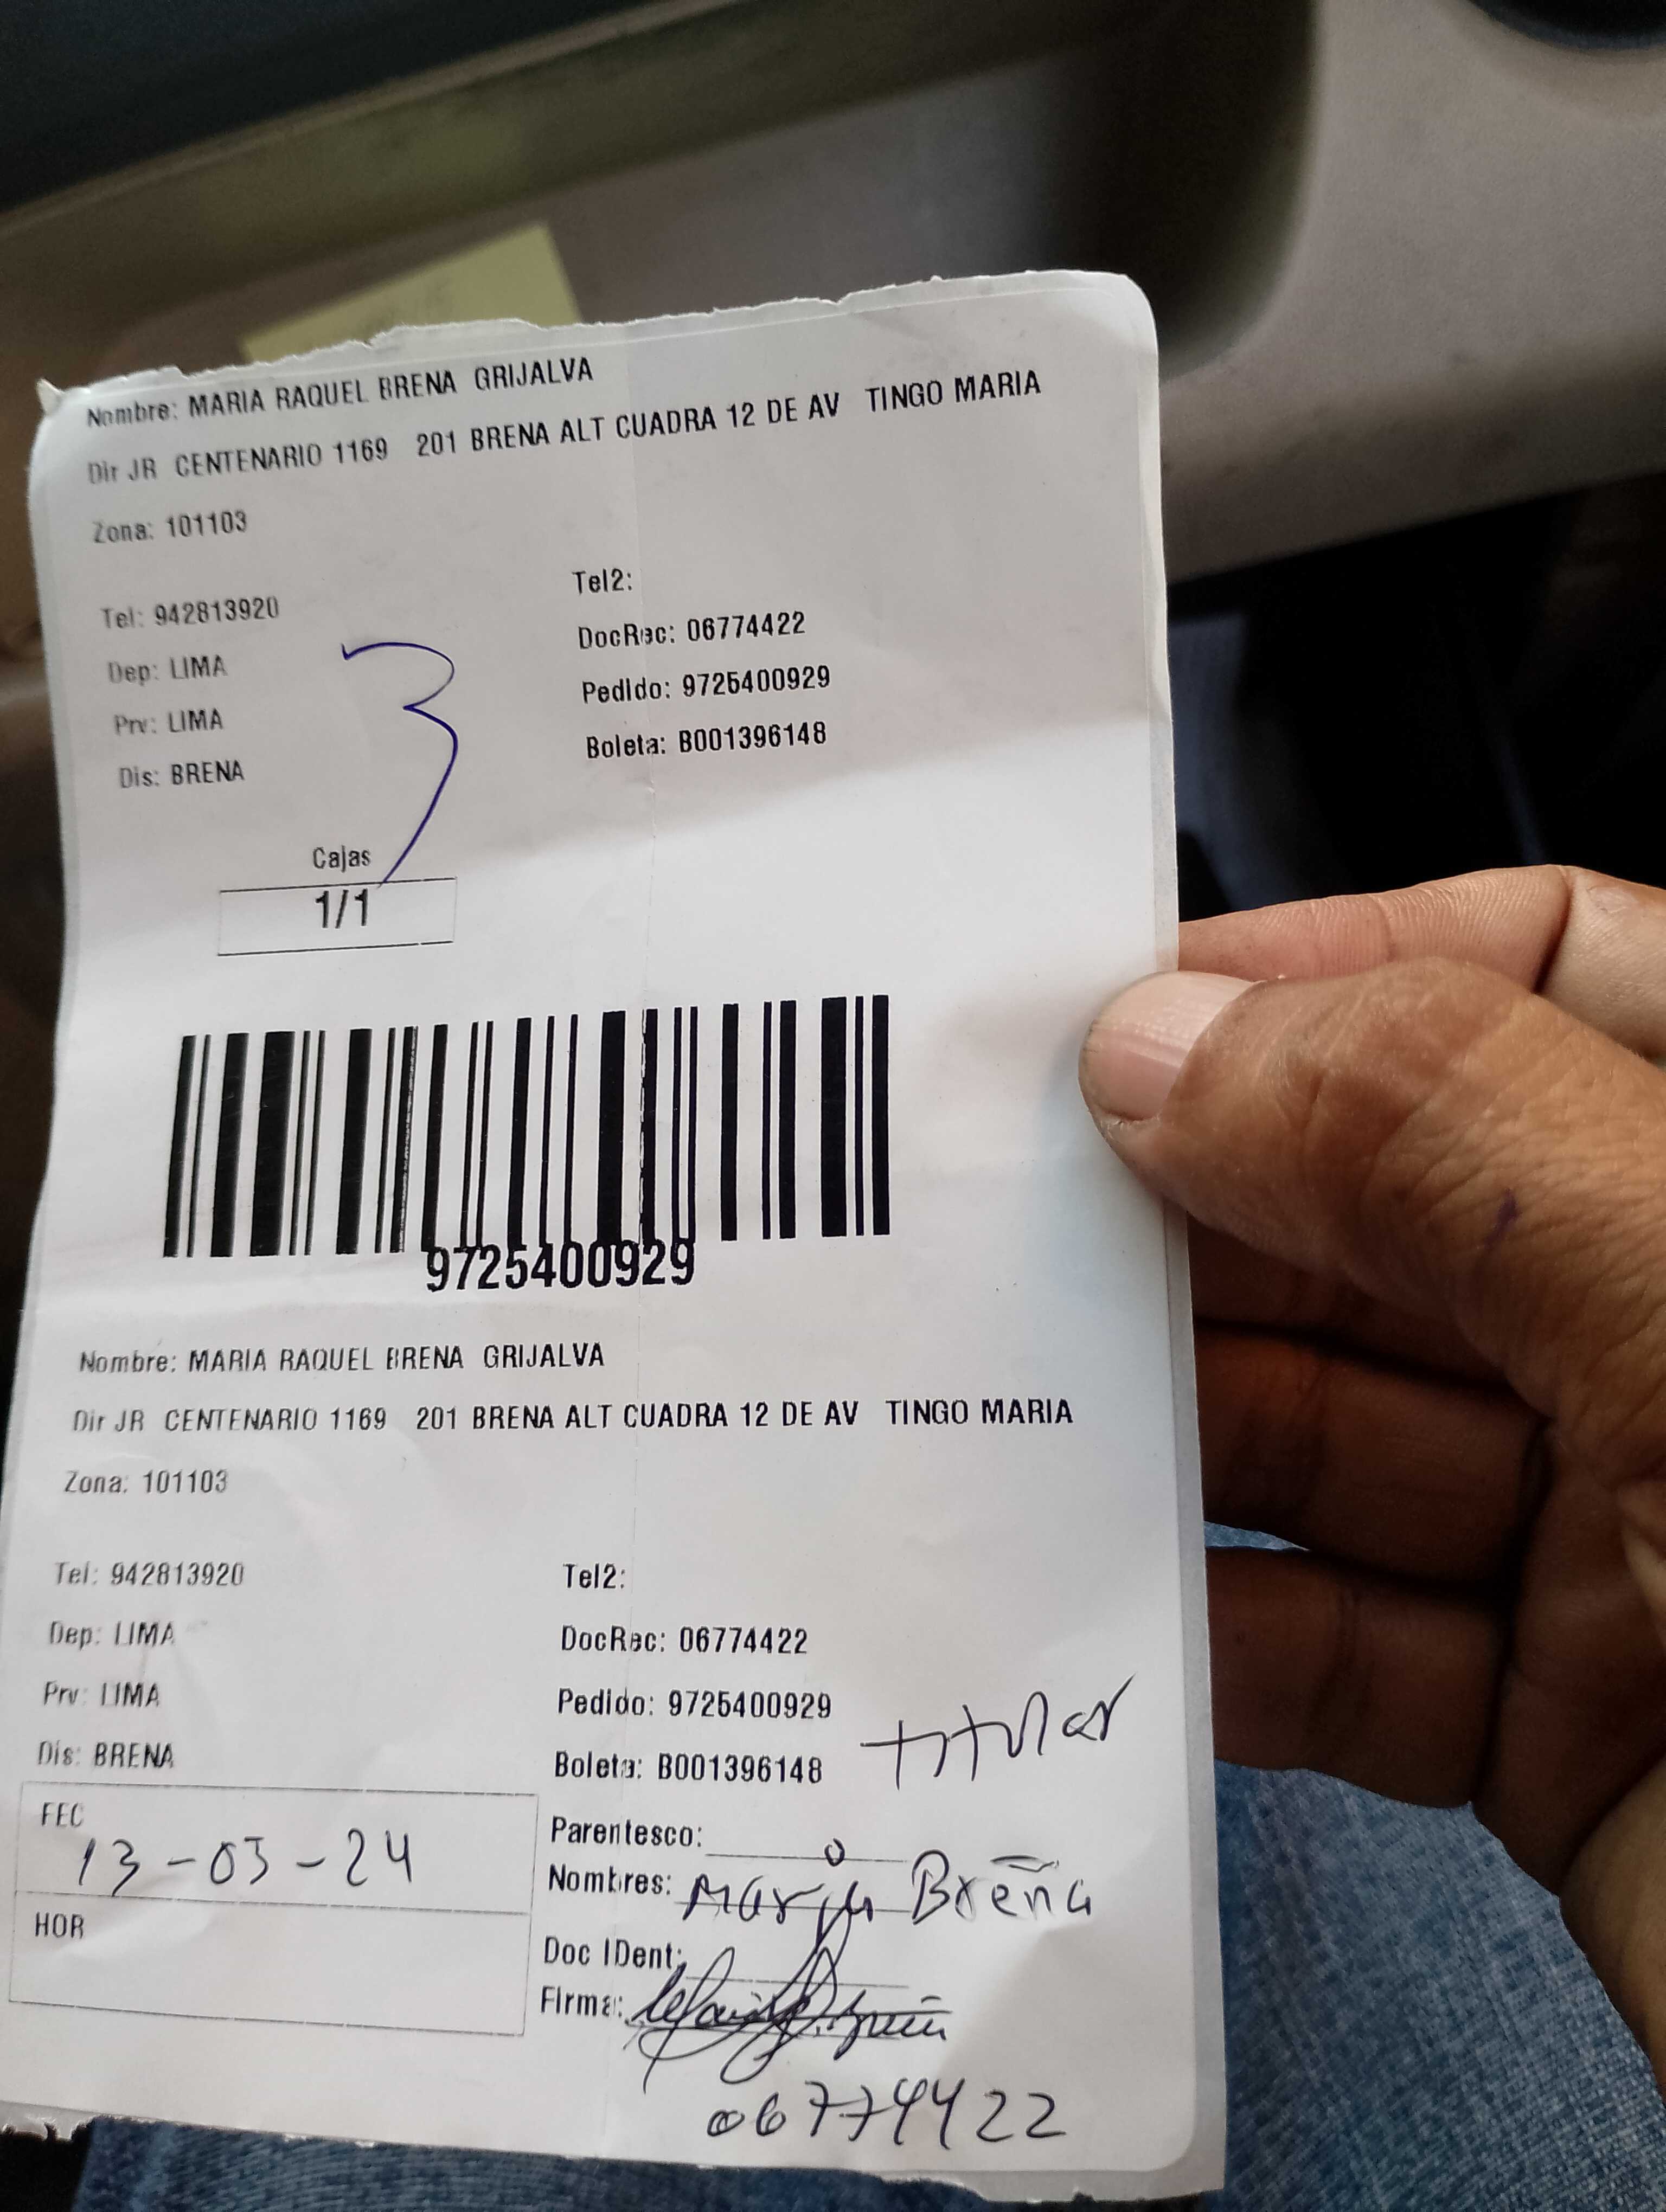 Nombre: MARIA RAQUEL BRENA GRIJALVA
Dir JR CENTENARIO 1169 201 BRENA ALT CUADRA 12 DE AV TINGO MARIA
Zona: 101103
Tel: 942813920 Tel2:
Dep: LIMA DocRec: 06774422
Prv: LIMA Pedido: 9725400929
Dis: BRENA Boleta: B001396148
3
Cajas
1/1
9725400929
Nombre: MARIA RAQUEL BRENA GRIJALVA
Dir JR CENTENARIO 1169 201 BRENA ALT CUADRA 12 DE AV TINGO MARIA
Zona: 101103
Tel: 942813920 Tel2:
Dep: LIMA DocRec: 06774422
Prv: LIMA Pedido: 9725400929
Dis: BRENA Boleta: B001396148
titular
FEC
13-03-24
HOR
Parentesco:
Nombres: María Breña
Doc IDent:
Firma:
06774422